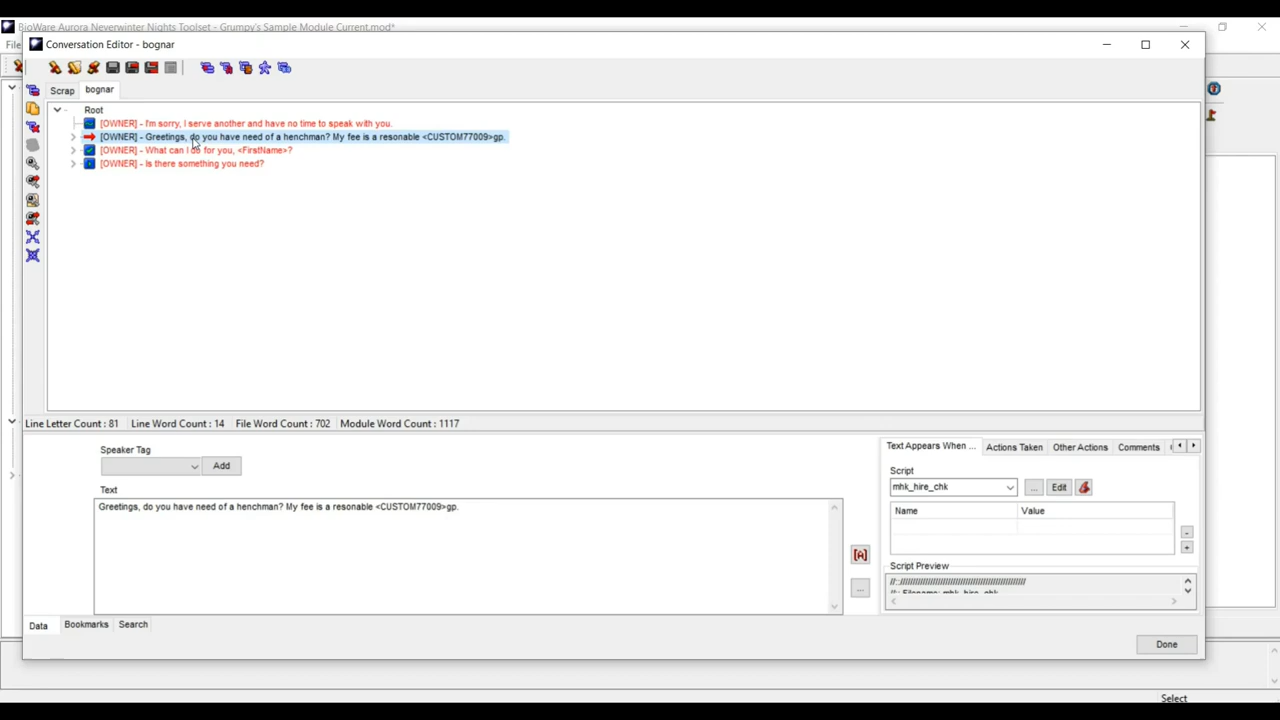 BioWare Aurora Neverwinter Nights Toolset - Grumpy's Sample Module Current.mod*
File
Conversation Editor - bognar
Scrap
bognar
Root
[OWNER] - I'm sorry, I serve another and have no time to speak with you.
[OWNER] - Greetings, do you have need of a henchman? My fee is a resonable <CUSTOM77009>gp.
[OWNER] - What can I do for you, <FirstName>?
[OWNER] - Is there something you need?
Line Letter Count : 81 Line Word Count : 14 File Word Count : 702 Module Word Count : 1117
Speaker Tag
Add
Text
Greetings, do you have need of a henchman? My fee is a resonable <CUSTOM77009>gp.
[A]
...
Text Appears When ... Actions Taken Other Actions Comments
Script
mhk_hire_chk ... Edit
Name Value
-
+
Script Preview
//:://////////////////////////////////////////////////
//:: Filename: mhk_hire_chk
Data Bookmarks Search
Done
Select